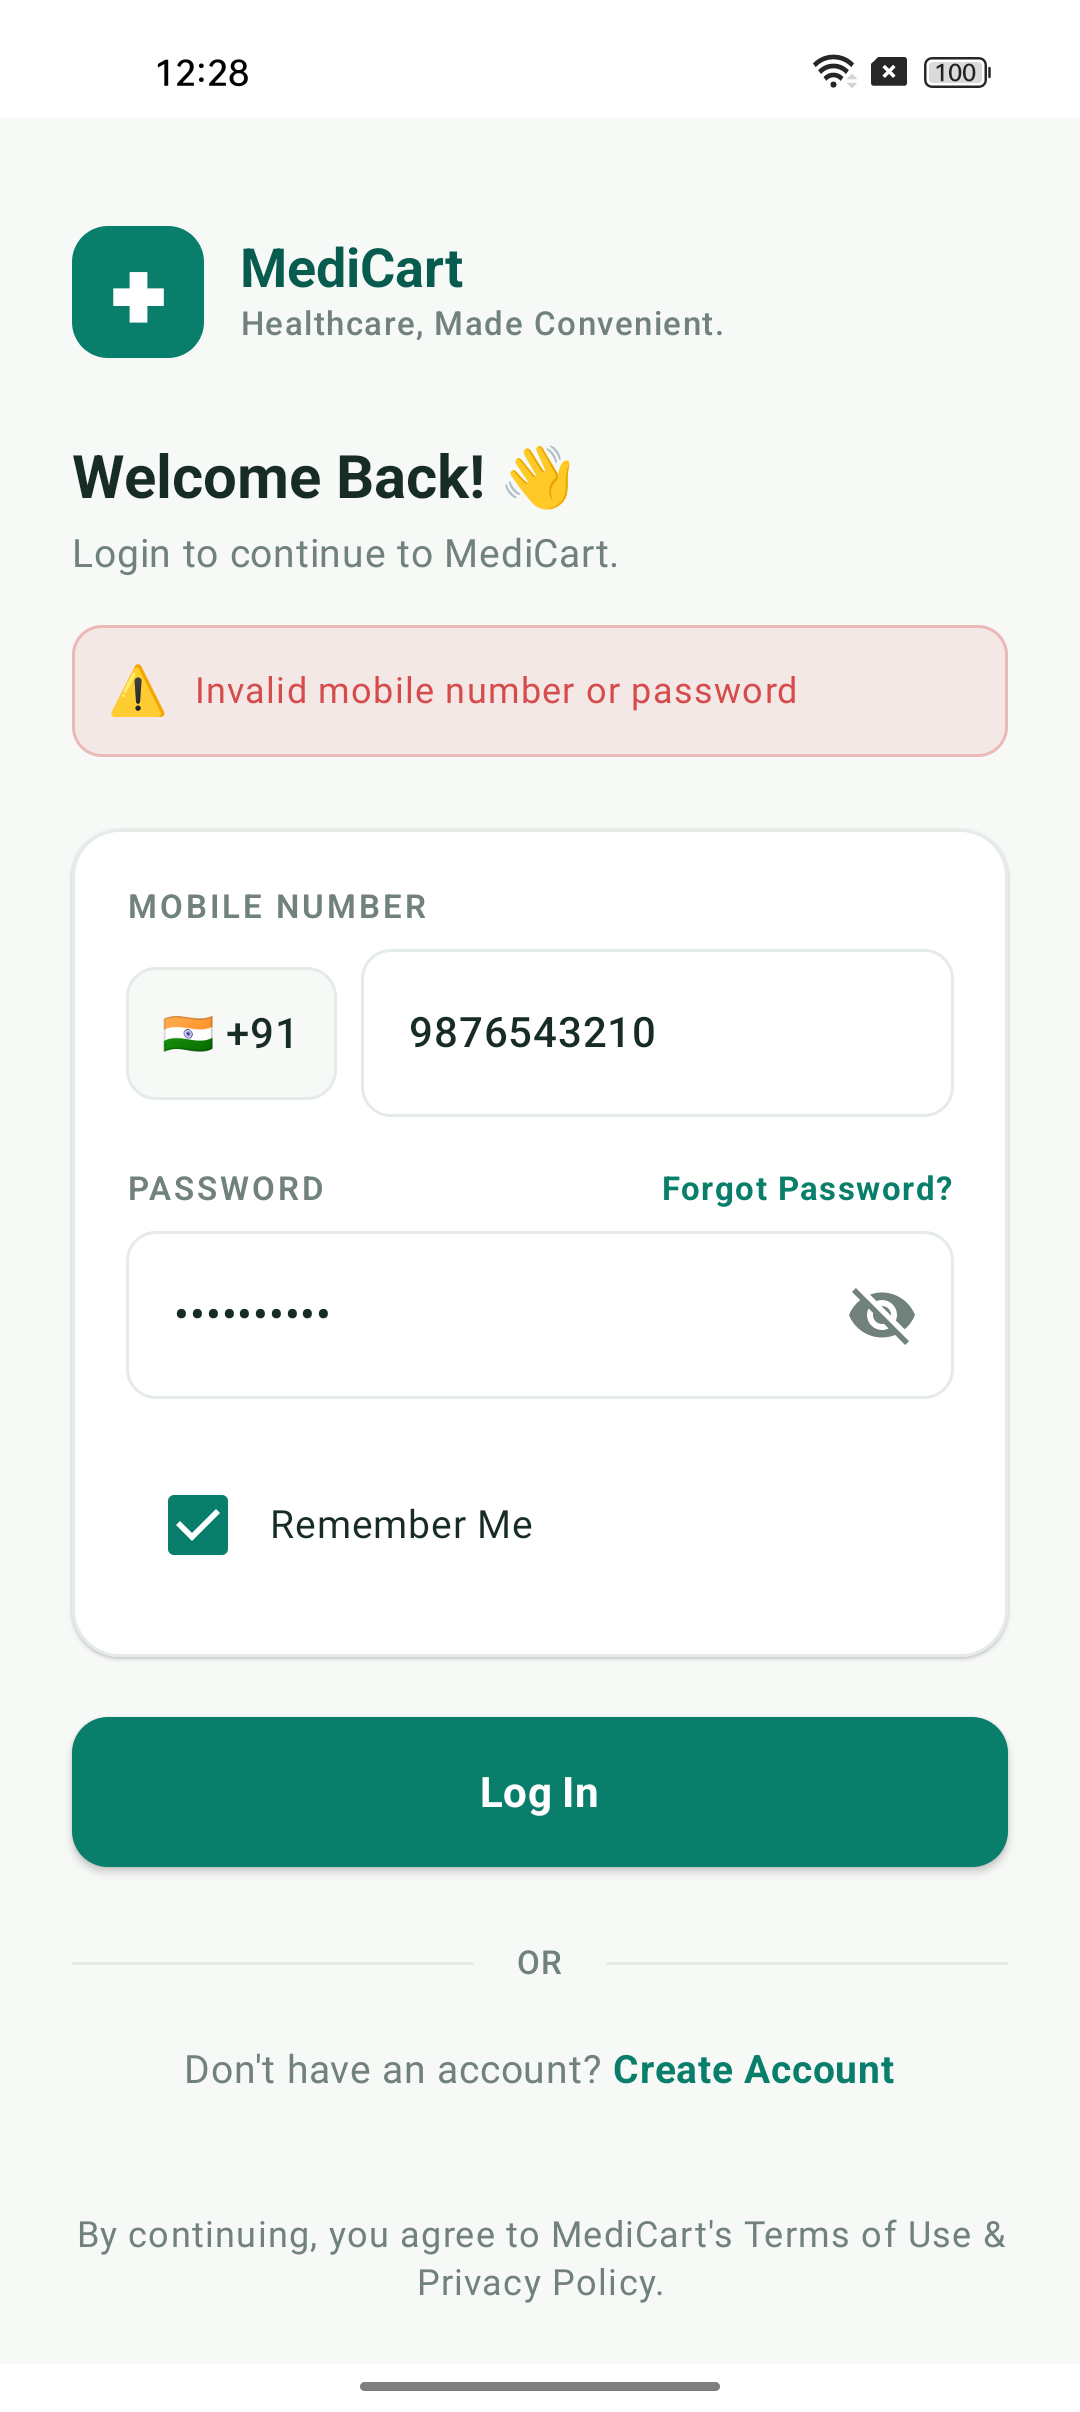 12:28
100
MediCart
Healthcare, Made Convenient.
Welcome Back! 👋
Login to continue to MediCart.
⚠️ Invalid mobile number or password
MOBILE NUMBER
🇮🇳 +91
9876543210
PASSWORD
Forgot Password?
••••••••••
Remember Me
Log In
OR
Don't have an account? Create Account
By continuing, you agree to MediCart's Terms of Use &
Privacy Policy.